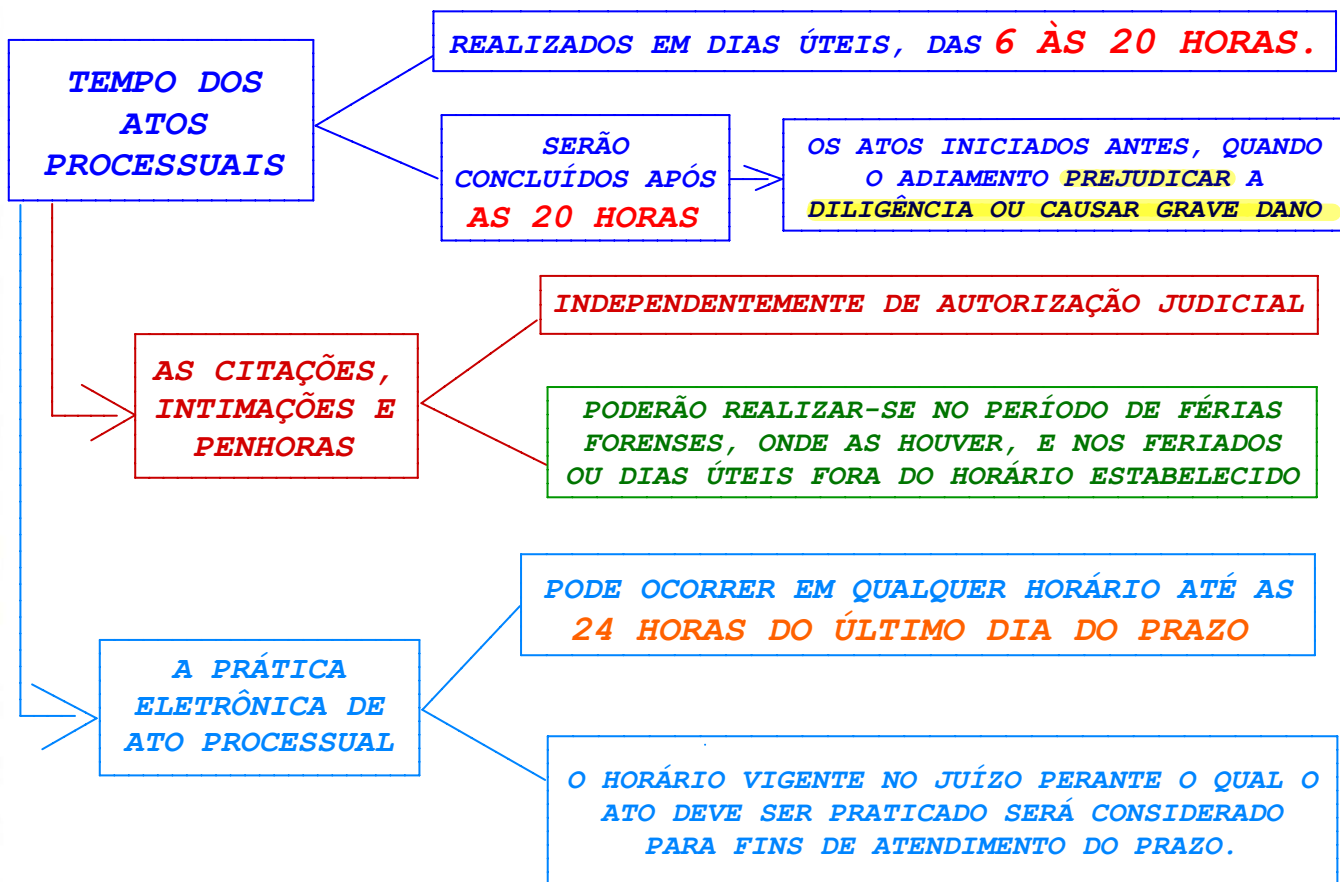 TEMPO DOS
ATOS
PROCESSUAIS
REALIZADOS EM DIAS ÚTEIS, DAS 6 ÀS 20 HORAS.
SERÃO
CONCLUÍDOS APÓS
AS 20 HORAS
OS ATOS INICIADOS ANTES, QUANDO
O ADIAMENTO PREJUDICAR A
DILIGÊNCIA OU CAUSAR GRAVE DANO
AS CITAÇÕES,
INTIMAÇÕES E
PENHORAS
INDEPENDENTEMENTE DE AUTORIZAÇÃO JUDICIAL
PODERÃO REALIZAR-SE NO PERÍODO DE FÉRIAS
FORENSES, ONDE AS HOUVER, E NOS FERIADOS
OU DIAS ÚTEIS FORA DO HORÁRIO ESTABELECIDO
A PRÁTICA
ELETRÔNICA DE
ATO PROCESSUAL
PODE OCORRER EM QUALQUER HORÁRIO ATÉ AS
24 HORAS DO ÚLTIMO DIA DO PRAZO
O HORÁRIO VIGENTE NO JUÍZO PERANTE O QUAL O
ATO DEVE SER PRATICADO SERÁ CONSIDERADO
PARA FINS DE ATENDIMENTO DO PRAZO.